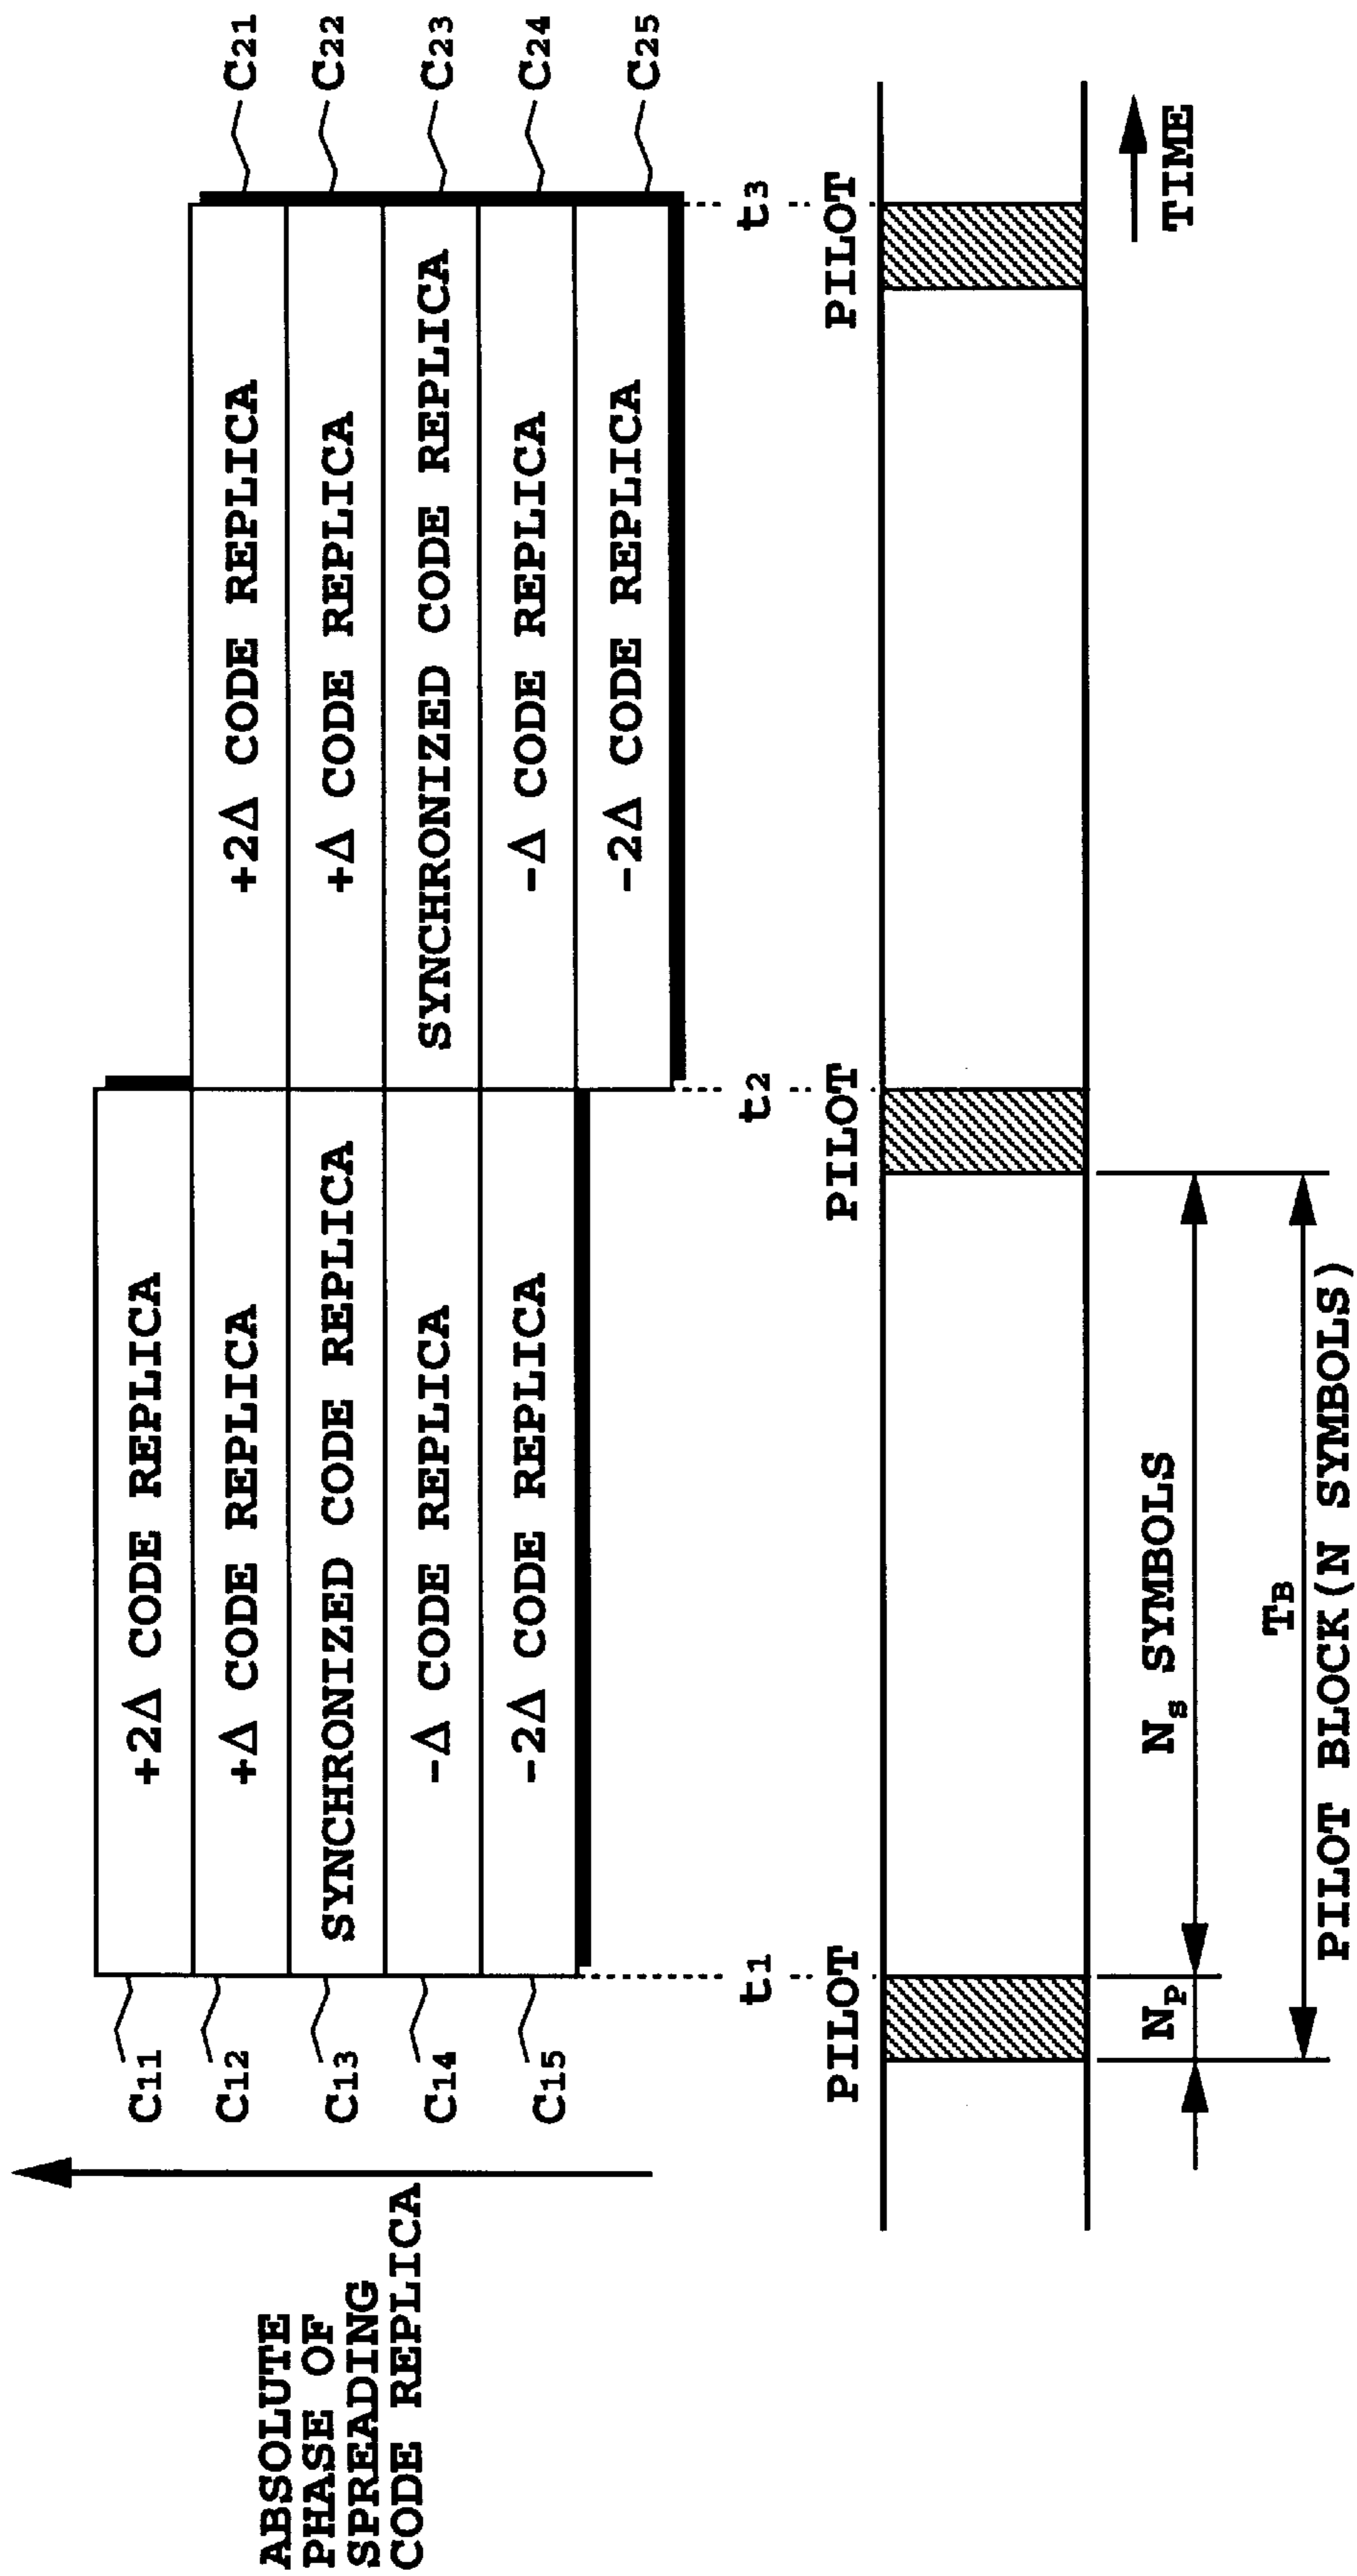 ABSOLUTE
PHASE OF
SPREADING
CODE REPLICA
C11
C12
C13
C14
C15
+2Δ CODE REPLICA
+Δ CODE REPLICA
SYNCHRONIZED CODE REPLICA
-Δ CODE REPLICA
-2Δ CODE REPLICA
+2Δ CODE REPLICA
+Δ CODE REPLICA
SYNCHRONIZED CODE REPLICA
-Δ CODE REPLICA
-2Δ CODE REPLICA
C21
C22
C23
C24
C25
t1
t2
t3
PILOT
PILOT
PILOT
TIME
NP
Ns SYMBOLS
TB
PILOT BLOCK(N SYMBOLS)